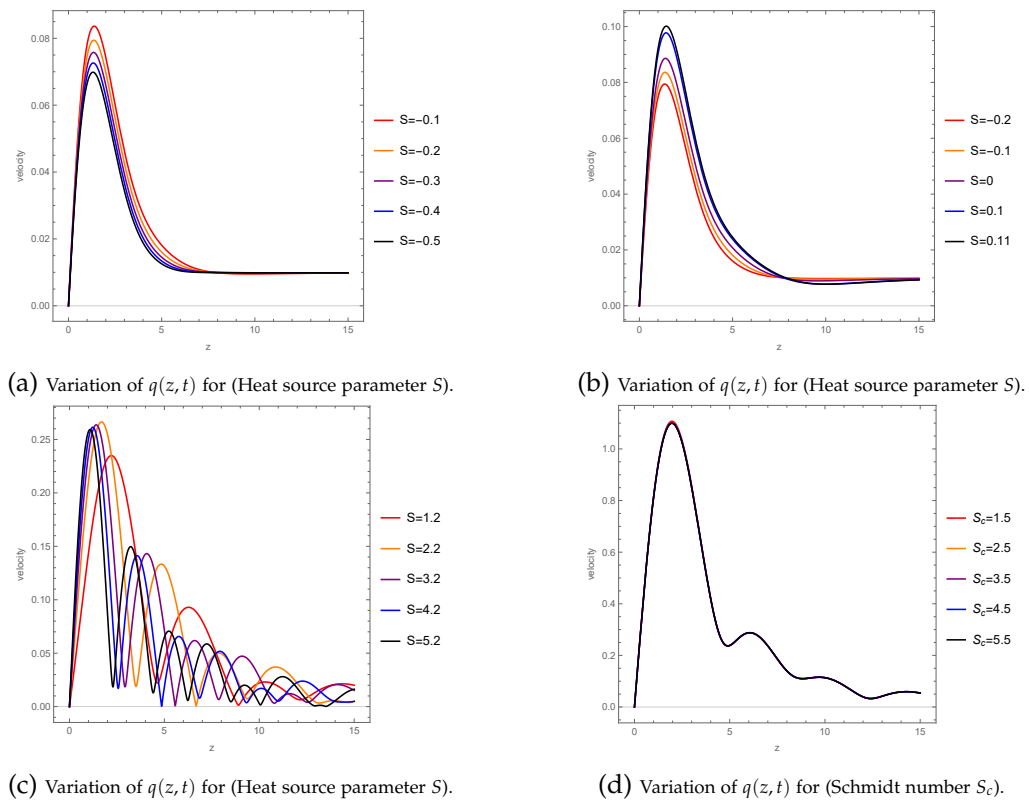 0.08
0.06
0.04
0.02
0.00
velocity
0
5
10
15
z
S=-0.1
S=-0.2
S=-0.3
S=-0.4
S=-0.5
(a) Variation of q(z, t) for (Heat source parameter S).
0.10
0.08
0.06
0.04
0.02
0.00
velocity
0
5
10
15
z
S=-0.2
S=-0.1
S=0
S=0.1
S=0.11
(b) Variation of q(z, t) for (Heat source parameter S).
0.25
0.20
0.15
0.10
0.05
0.00
velocity
0
5
10
15
z
S=1.2
S=2.2
S=3.2
S=4.2
S=5.2
(c) Variation of q(z, t) for (Heat source parameter S).
1.0
0.8
0.6
0.4
0.2
0.0
velocity
0
5
10
15
z
Sc=1.5
Sc=2.5
Sc=3.5
Sc=4.5
Sc=5.5
(d) Variation of q(z, t) for (Schmidt number Sc).